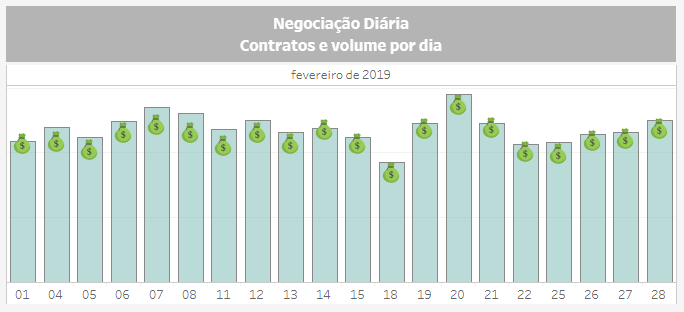 Negociação Diária
Contratos e volume por dia
fevereiro de 2019
$ $ $ $ $ $ $ $ $ $ $ $ $ $ $ $ $ $ $ $
01 04 05 06 07 08 11 12 13 14 15 18 19 20 21 22 25 26 27 28